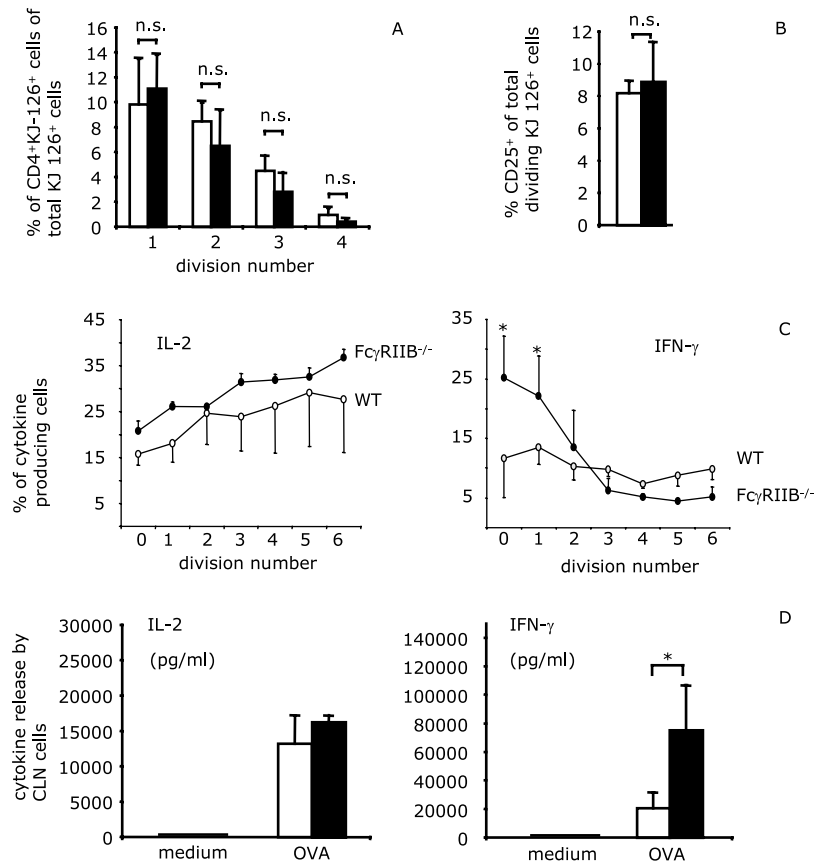 A
% of CD4⁺KJ-126⁺ cells of
total KJ 126⁺ cells
16
14
12
10
8
6
4
2
0
n.s.
n.s.
n.s.
n.s.
1 2 3 4
division number
B
% CD25⁺ of total
dividing KJ 126⁺ cells
12
10
8
6
4
2
0
n.s.
C
% of cytokine
producing cells
45
35
25
15
5
IL-2
FcγRIIB⁻/⁻
WT
0 1 2 3 4 5 6
division number
35
25
15
5
* *
IFN-γ
WT
FcγRIIB⁻/⁻
0 1 2 3 4 5 6
division number
D
cytokine release by
CLN cells
30000
25000
20000
15000
10000
5000
0
IL-2
(pg/ml)
medium OVA
140000
120000
100000
80000
60000
40000
20000
0
IFN-γ
(pg/ml)
*
medium OVA